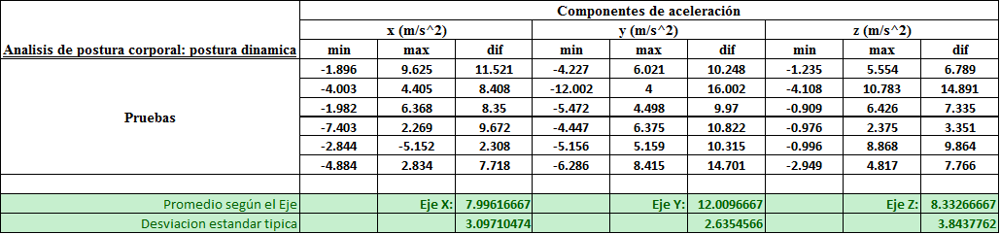 Componentes de aceleración
Analisis de postura corporal: postura dinamica x (m/s^2) y (m/s^2) z (m/s^2)
min max dif min max dif min max dif
Pruebas
-1.896 9.625 11.521 -4.227 6.021 10.248 -1.235 5.554 6.789
-4.003 4.405 8.408 -12.002 4 16.002 -4.108 10.783 14.891
-1.982 6.368 8.35 -5.472 4.498 9.97 -0.909 6.426 7.335
-7.403 2.269 9.672 -4.447 6.375 10.822 -0.976 2.375 3.351
-2.844 -5.152 2.308 -5.156 5.159 10.315 -0.996 8.868 9.864
-4.884 2.834 7.718 -6.286 8.415 14.701 -2.949 4.817 7.766
Promedio según el Eje Eje X: 7.99616667 Eje Y: 12.0096667 Eje Z: 8.33266667
Desviacion estandar tipica 3.09710474 2.6354566 3.8437762